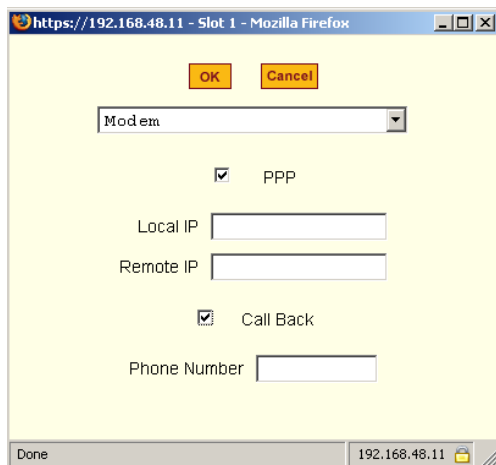 https://192.168.48.11 - Slot 1 - Mozilla Firefox
OK Cancel
Modem
PPP
Local IP
Remote IP
Call Back
Phone Number
Done 192.168.48.11